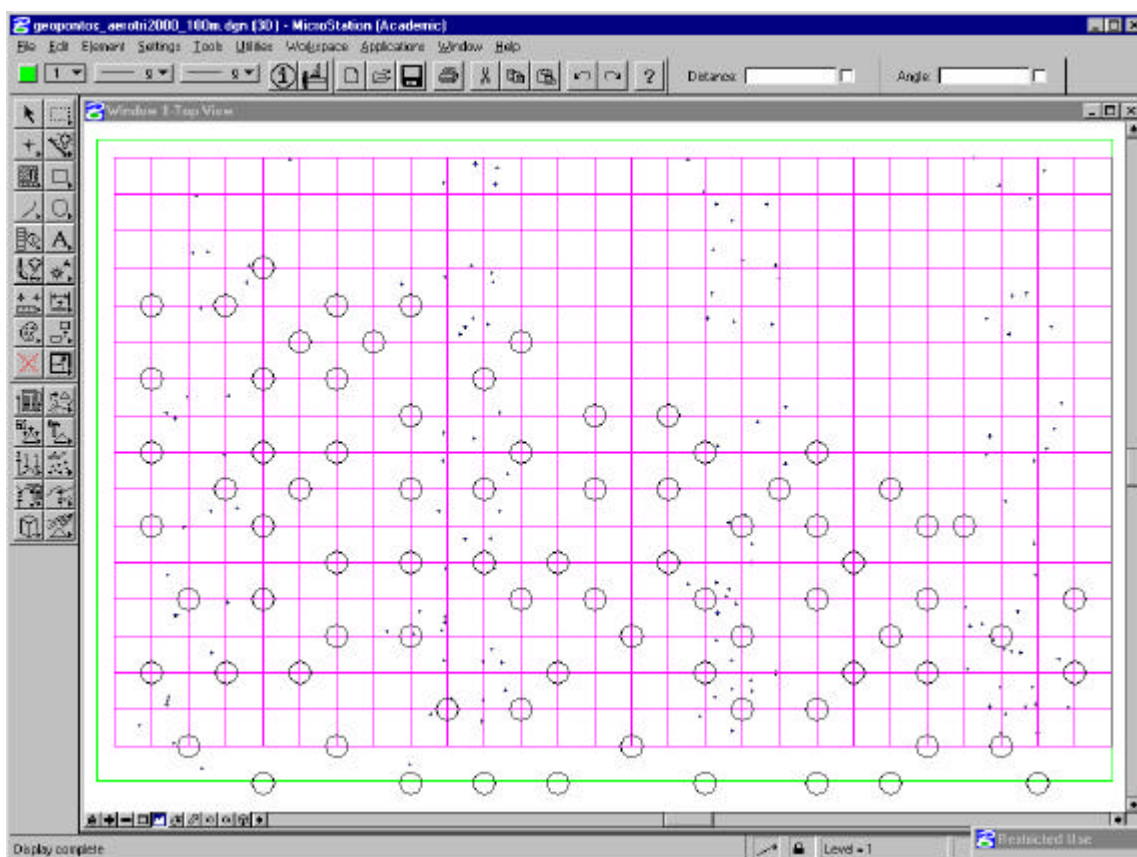 geopontos_aerotri2000_100m.dgn (3D) - MicroStation (Academic)
File Edit Element Settings Tools Utilities Workspace Applications Window Help
1 Distance: Angle:
Window 1-Top View
Display complete Level = 1 Restricted Use